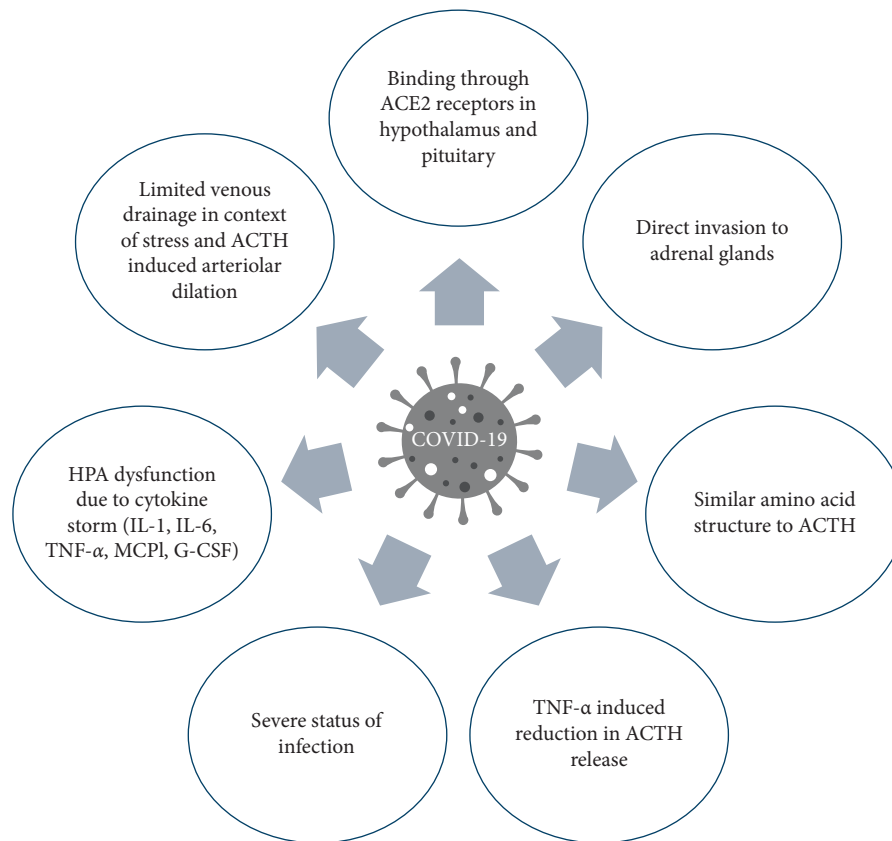 Binding through
ACE2 receptors in
hypothalamus and
pituitary
Limited venous
drainage in context
of stress and ACTH
induced arteriolar
dilation
Direct invasion to
adrenal glands
COVID-19
HPA dysfunction
due to cytokine
storm (IL-1, IL-6,
TNF-α, MCPl, G-CSF)
Similar amino acid
structure to ACTH
Severe status of
infection
TNF-α induced
reduction in ACTH
release